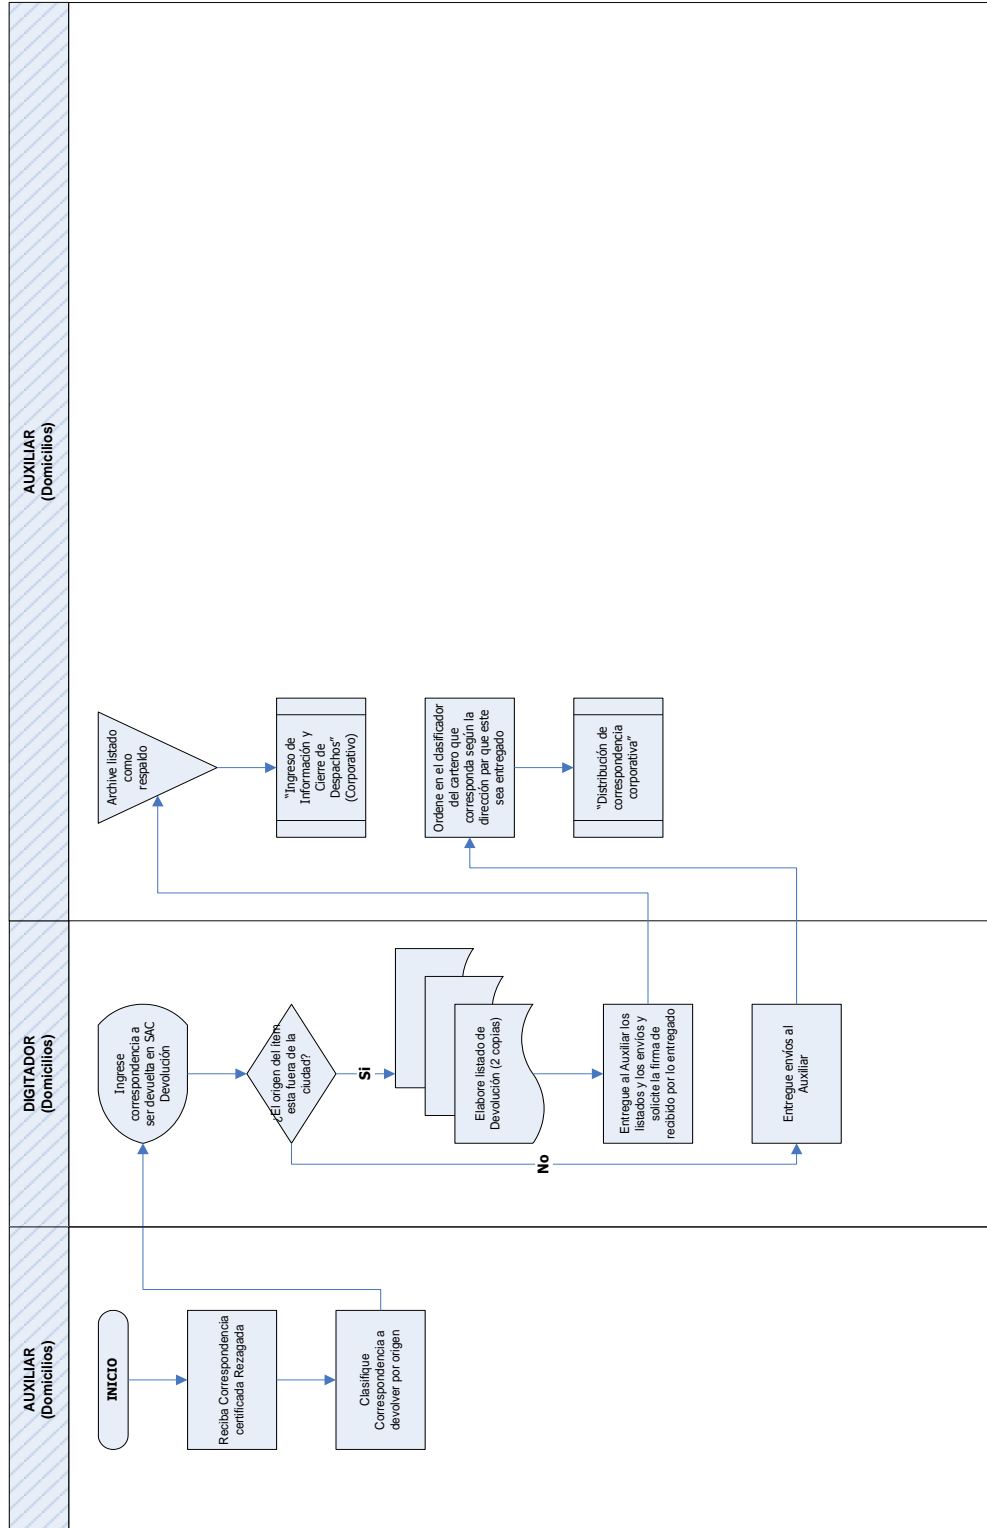 AUXILIAR
(Domicilios)
DIGITADOR
(Domicilios)
AUXILIAR
(Domicilios)
INICIO
Reciba Correspondencia
certificada Rezagada
Clasifique
Correspondencia a
devolver por origen
Ingrese
correspondencia a
ser devuelta en SAC
Devolución
¿El origen del ítem
esta fuera de la
ciudad?
Si
No
Elabore listado de
Devolución (2 copias)
Entregue al Auxiliar los
listados y los envíos y
solicite la firma de
recibido por lo entregado
Entregue envíos al
Auxiliar
Archive listado
como
respaldo
“Ingreso de
Información y
Cierre de
Despachos”
(Corporativo)
Ordene en el clasificador
del cartero que
corresponda según la
dirección par que este
sea entregado
“Distribución de
correspondencia
corporativa”